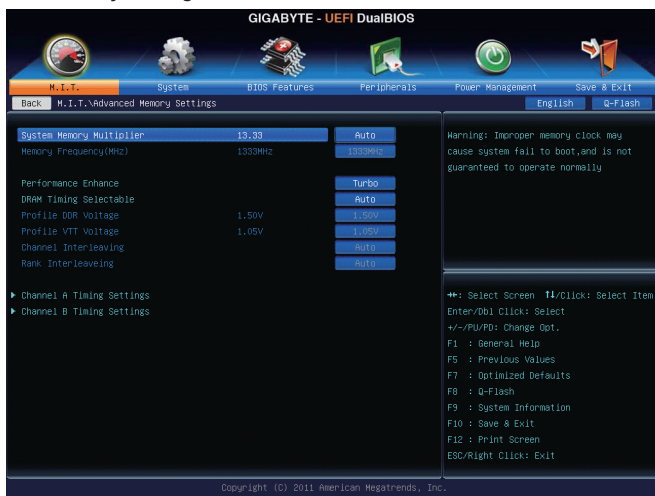 GIGABYTE - UEFI DualBIOS
M.I.T. System BIOS Features Peripherals Power Management Save & Exit
Back M.I.T.\Advanced Memory Settings English Q-Flash
System Memory Multiplier 13.33 Auto
Memory Frequency(MHz) 1333MHz 1333MHz
Performance Enhance Turbo
DRAM Timing Selectable Auto
Profile DDR Voltage 1.50V 1.50V
Profile VTT Voltage 1.05V 1.05V
Channel Interleaving Auto
Rank Interleaveing Auto
Channel A Timing Settings
Channel B Timing Settings
Warning: Improper memory clock may
cause system fail to boot,and is not
guaranteed to operate normally
↔: Select Screen ↑↓/Click: Select Item
Enter/Dbl Click: Select
+/-/PU/PD: Change Opt.
F1 : General Help
F5 : Previous Values
F7 : Optimized Defaults
F8 : Q-Flash
F9 : System Information
F10 : Save & Exit
F12 : Print Screen
ESC/Right Click: Exit
Copyright (C) 2011 American Megatrends, Inc.